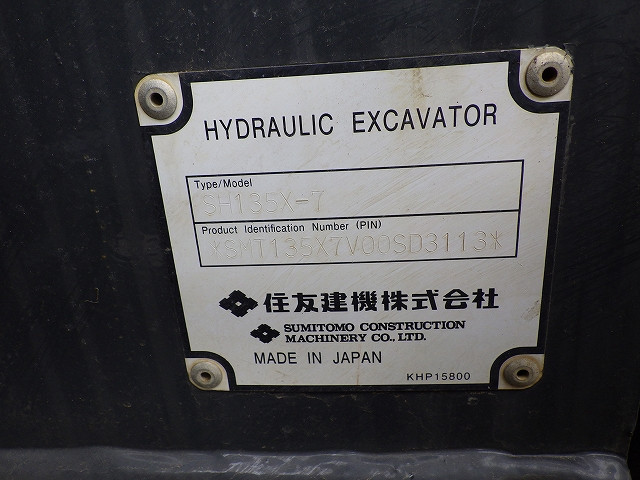 HYDRAULIC EXCAVATOR
Type/Model
SH135X-7
Product Identification Number (PIN)
*SMT135X7V00SD3113*
住友建機株式会社
SUMITOMO CONSTRUCTION
MACHINERY CO., LTD.
MADE IN JAPAN
KHP15800